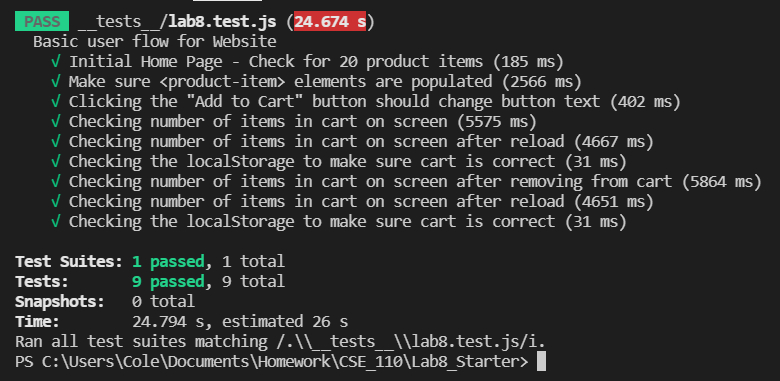 PASS __tests__/lab8.test.js (24.674 s)
Basic user flow for Website
√ Initial Home Page - Check for 20 product items (185 ms)
√ Make sure <product-item> elements are populated (2566 ms)
√ Clicking the "Add to Cart" button should change button text (402 ms)
√ Checking number of items in cart on screen (5575 ms)
√ Checking number of items in cart on screen after reload (4667 ms)
√ Checking the localStorage to make sure cart is correct (31 ms)
√ Checking number of items in cart on screen after removing from cart (5864 ms)
√ Checking number of items in cart on screen after reload (4651 ms)
√ Checking the localStorage to make sure cart is correct (31 ms)
Test Suites: 1 passed, 1 total
Tests: 9 passed, 9 total
Snapshots: 0 total
Time: 24.794 s, estimated 26 s
Ran all test suites matching /.\\__tests__\\lab8.test.js/i.
PS C:\Users\Cole\Documents\Homework\CSE_110\Lab8_Starter>